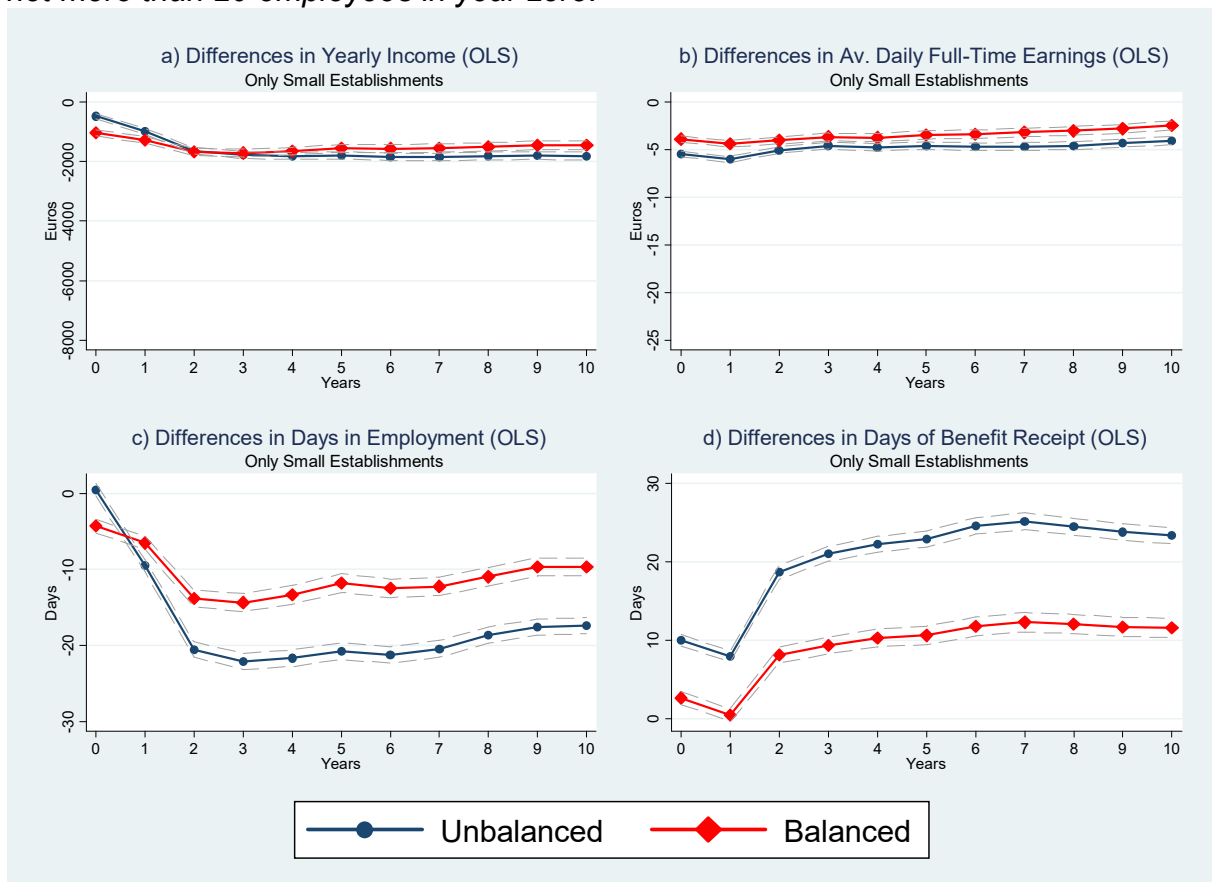 a) Differences in Yearly Income (OLS)
Only Small Establishments
0
-2000
-4000
-6000
-8000
Euros
0 1 2 3 4 5 6 7 8 9 10
Years
b) Differences in Av. Daily Full-Time Earnings (OLS)
Only Small Establishments
0
-5
-10
-15
-20
-25
Euros
0 1 2 3 4 5 6 7 8 9 10
Years
c) Differences in Days in Employment (OLS)
Only Small Establishments
0
-10
-20
-30
Days
0 1 2 3 4 5 6 7 8 9 10
Years
d) Differences in Days of Benefit Receipt (OLS)
Only Small Establishments
30
20
10
0
Days
0 1 2 3 4 5 6 7 8 9 10
Years
Unbalanced
Balanced